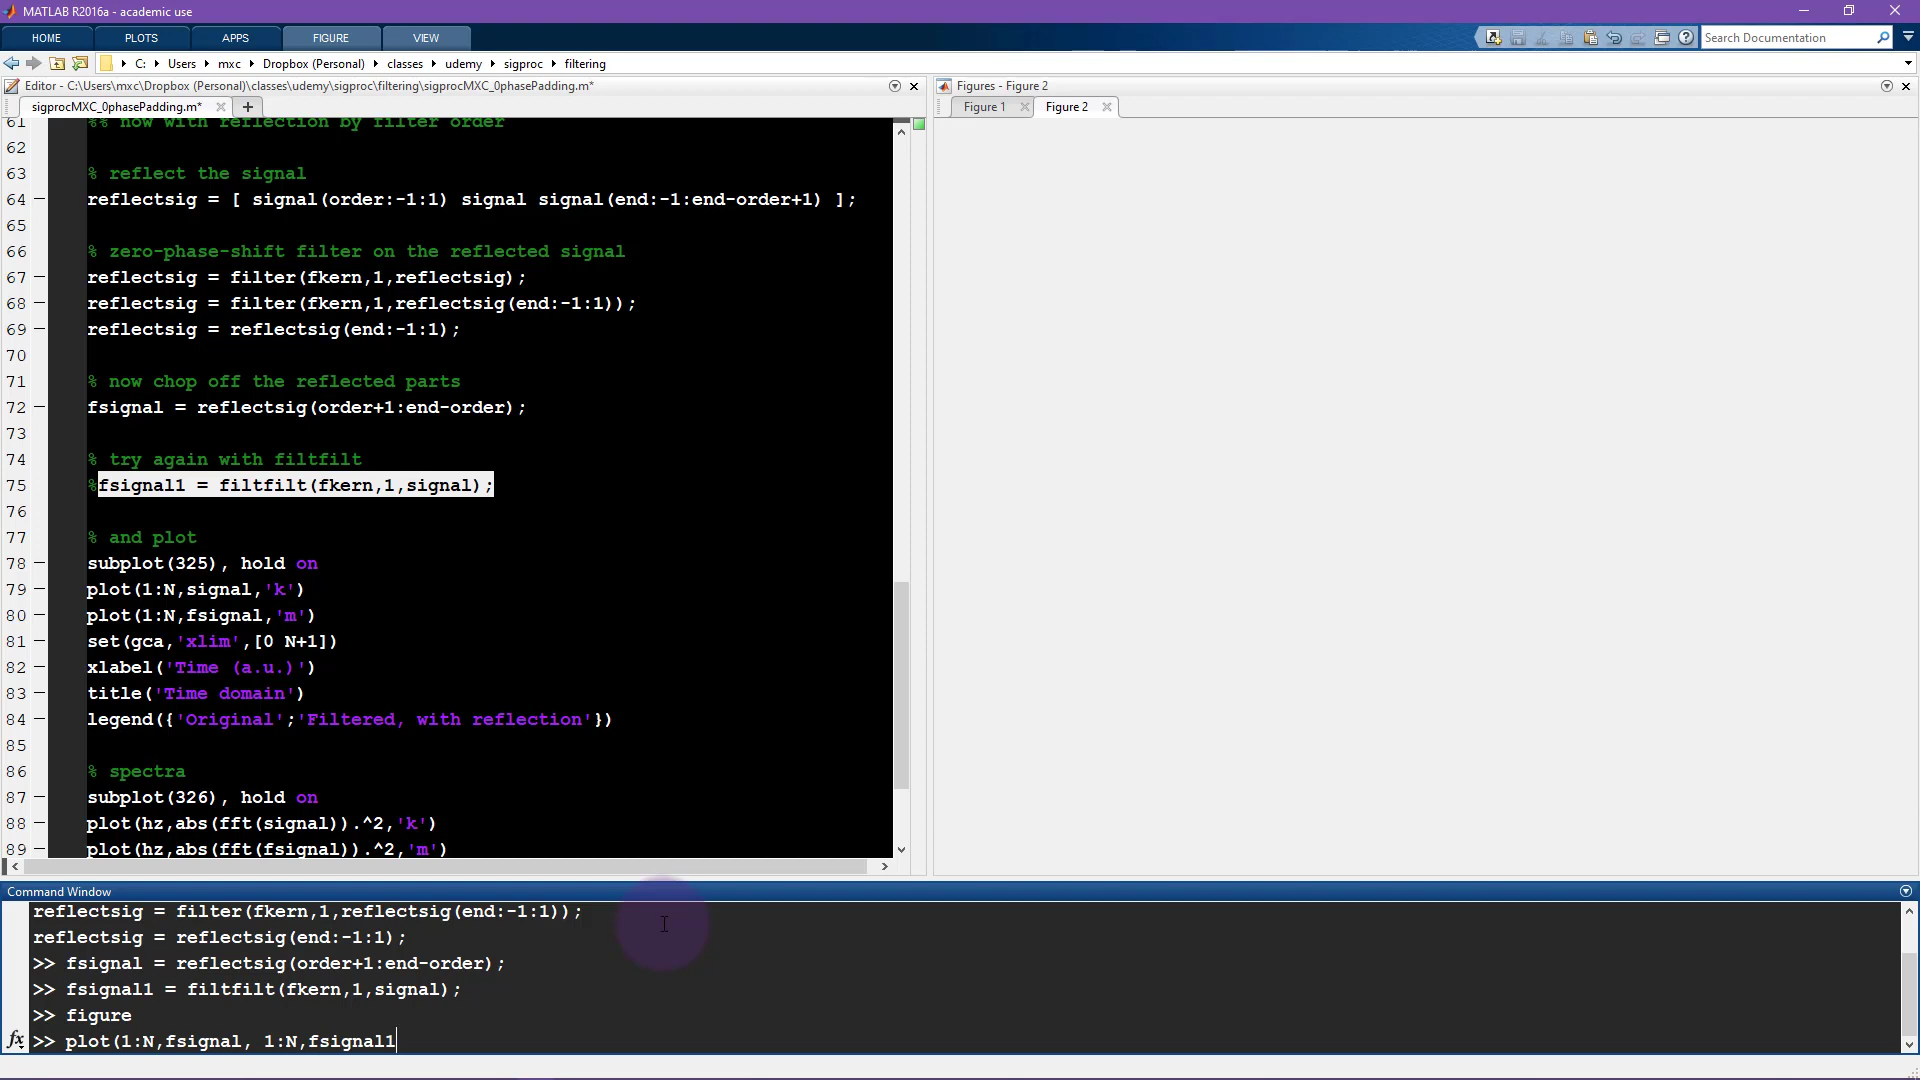 MATLAB R2016a - academic use
HOME PLOTS APPS FIGURE VIEW
Search Documentation
C: Users mxc Dropbox (Personal) classes udemy sigproc filtering
Editor - C:\Users\mxc\Dropbox (Personal)\classes\udemy\sigproc\filtering\sigprocMXC_0phasePadding.m*
Figures - Figure 2
sigprocMXC_0phasePadding.m*
Figure 1 Figure 2
61 %% now with reflection by filter order
62
63 % reflect the signal
64 reflectsig = [ signal(order:-1:1) signal signal(end:-1:end-order+1) ];
65
66 % zero-phase-shift filter on the reflected signal
67 reflectsig = filter(fkern,1,reflectsig);
68 reflectsig = filter(fkern,1,reflectsig(end:-1:1));
69 reflectsig = reflectsig(end:-1:1);
70
71 % now chop off the reflected parts
72 fsignal = reflectsig(order+1:end-order);
73
74 % try again with filtfilt
75 %fsignal1 = filtfilt(fkern,1,signal);
76
77 % and plot
78 subplot(325), hold on
79 plot(1:N,signal,'k')
80 plot(1:N,fsignal,'m')
81 set(gca,'xlim',[0 N+1])
82 xlabel('Time (a.u.)')
83 title('Time domain')
84 legend({'Original';'Filtered, with reflection'})
85
86 % spectra
87 subplot(326), hold on
88 plot(hz,abs(fft(signal)).^2,'k')
89 plot(hz,abs(fft(fsignal)).^2,'m')
Command Window
reflectsig = filter(fkern,1,reflectsig(end:-1:1));
reflectsig = reflectsig(end:-1:1);
>> fsignal = reflectsig(order+1:end-order);
>> fsignal1 = filtfilt(fkern,1,signal);
>> figure
fx >> plot(1:N,fsignal, 1:N,fsignal1